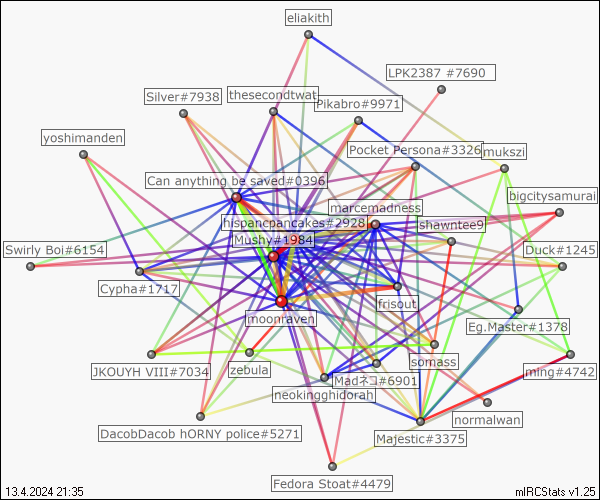 eliakith
LPK2387 #7690
Silver#7938
thesecondtwat
Pikabro#9971
yoshimanden
Pocket Persona#3326
mukszi
Can anything be saved#0396
bigcitysamurai
marcemadness
hispancpancakes#2928
shawntee9
Mushy#1984
Swirly Boi#6154
Duck#1245
Cypha#1717
frisout
moonraven
Eg.Master#1378
JKOUYH VIII#7034
zebula
somass
ming#4742
Madネコ#6901
neokingghidorah
normalwan
DacobDacob hORNY police#5271
Majestic#3375
Fedora Stoat#4479
13.4.2024 21:35
mIRCStats v1.25